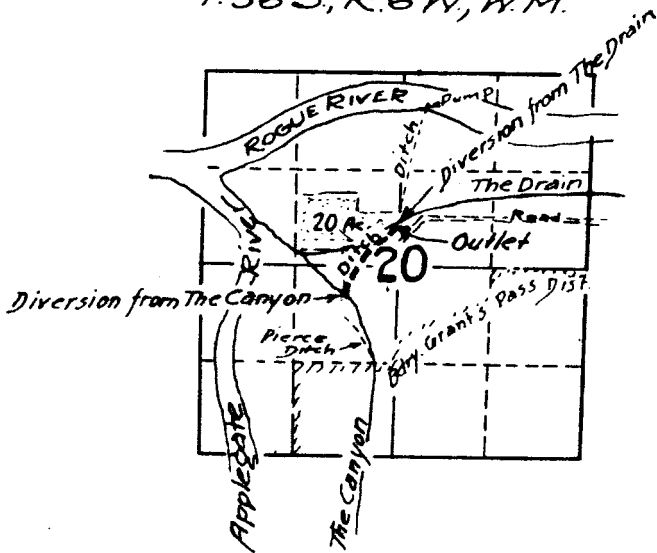 T.36S., R.6W., W.M.
Diversion from The Drain
ROGUE RIVER
Pump
Ditch
The Drain
Road
20 Ac
Outlet
Ditch
20
River
Diversion from The Canyon
Pierce
Ditch
Bdry. Grant's Pass Dist.
Applegate
The Canyon